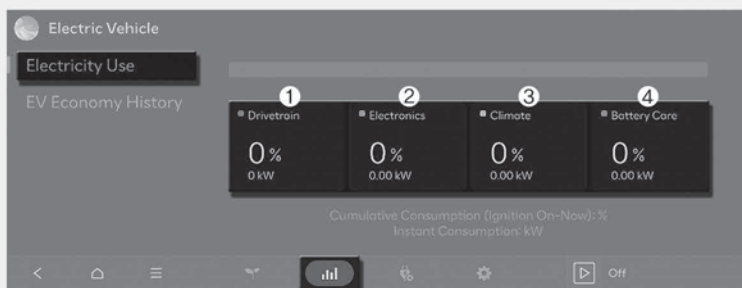 Electric Vehicle
Electricity Use
EV Economy History
1 2 3 4
Drivetrain Electronics Climate Battery Care
0 % 0 % 0 % 0 %
0 kW 0.00 kW 0.00 kW 0.00 kW
Cumulative Consumption (Ignition On-Now): %
Instant Consumption: kW
Off